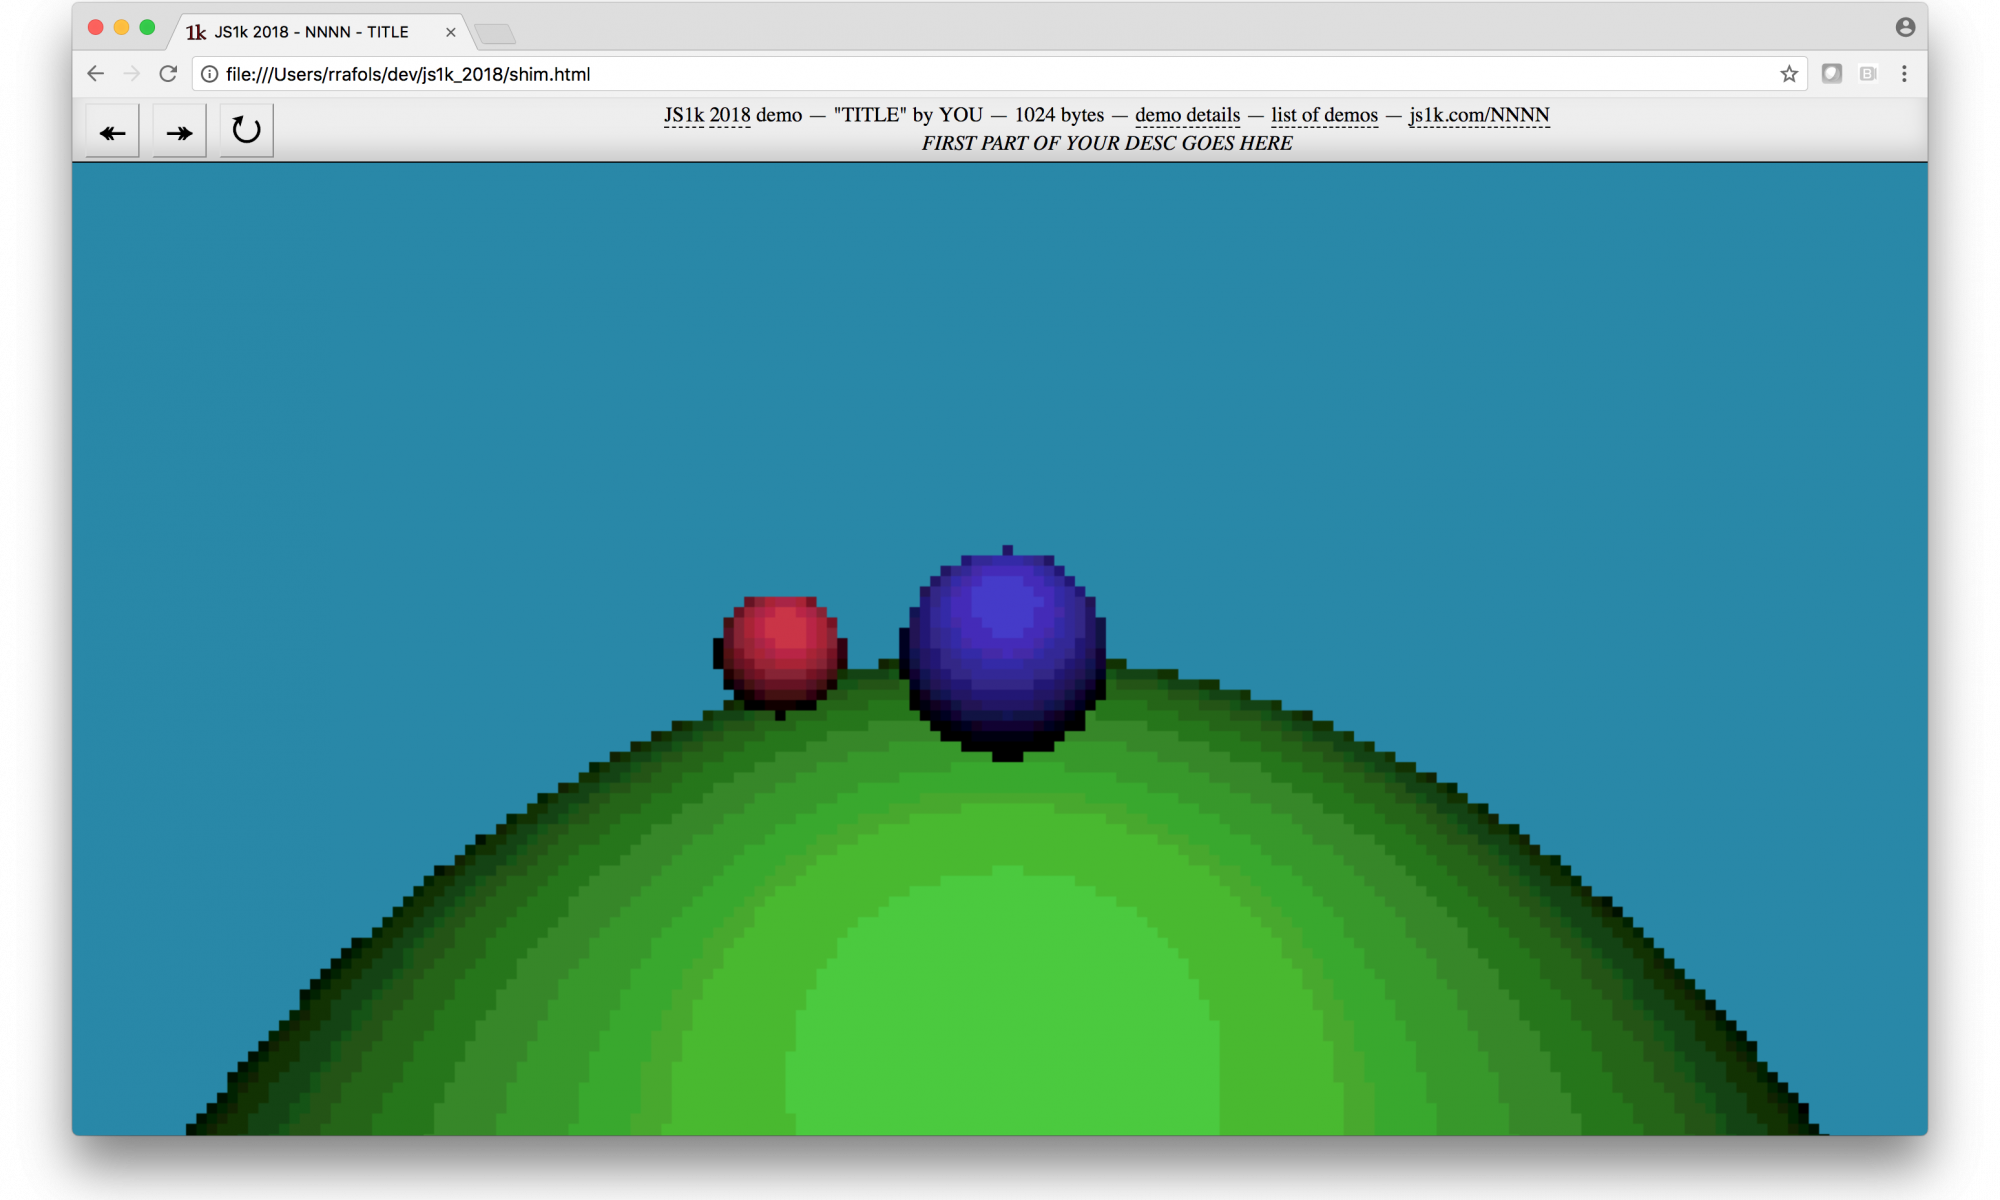 1k JS1k 2018 - NNNN - TITLE
file:///Users/rrafols/dev/js1k_2018/shim.html
JS1k 2018 demo — "TITLE" by YOU — 1024 bytes — demo details — list of demos — js1k.com/NNNN
FIRST PART OF YOUR DESC GOES HERE